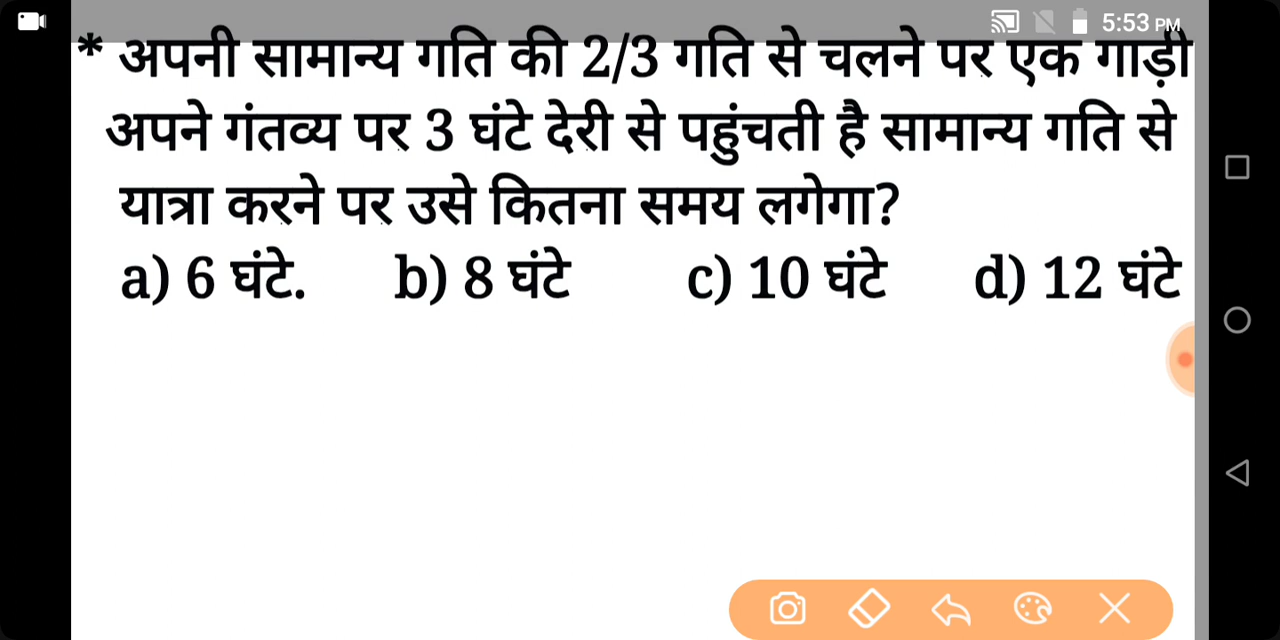 5:53 PM
* अपनी सामान्य गति की 2/3 गति से चलने पर एक गाड़ी
अपने गंतव्य पर 3 घंटे देरी से पहुंचती है सामान्य गति से
यात्रा करने पर उसे कितना समय लगेगा?
a) 6 घंटे. b) 8 घंटे c) 10 घंटे d) 12 घंटे